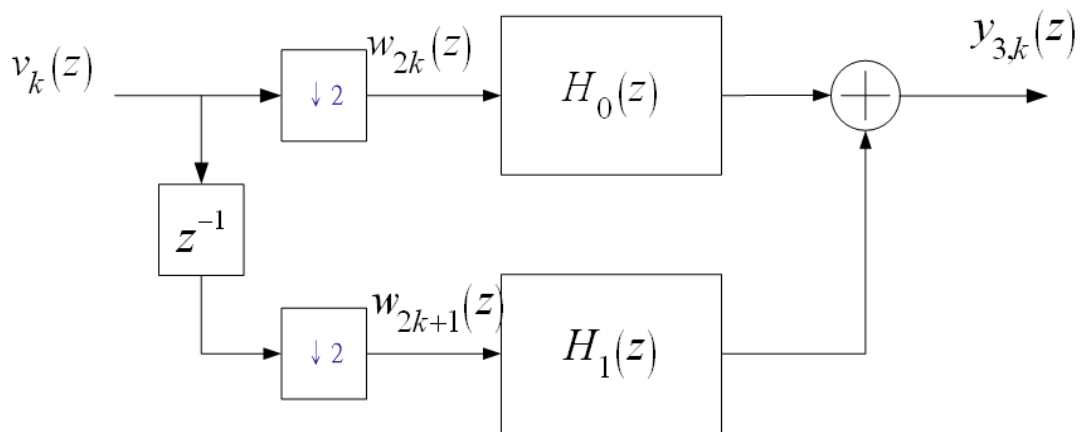 v_k(z)
↓ 2
w_{2k}(z)
H_0(z)
y_{3,k}(z)
z^{-1}
↓ 2
w_{2k+1}(z)
H_1(z)